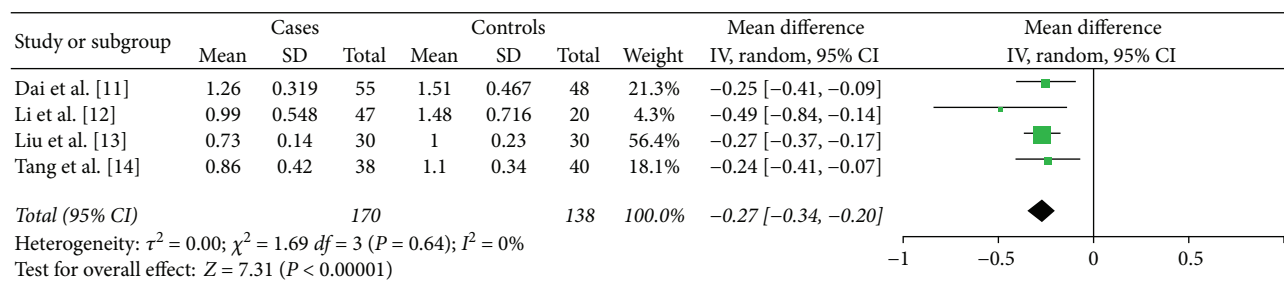 Study or subgroup Cases Controls Mean difference Mean difference
Mean SD Total Mean SD Total Weight IV, random, 95% CI IV, random, 95% CI
Dai et al. [11] 1.26 0.319 55 1.51 0.467 48 21.3% −0.25 [−0.41, −0.09]
Li et al. [12] 0.99 0.548 47 1.48 0.716 20 4.3% −0.49 [−0.84, −0.14]
Liu et al. [13] 0.73 0.14 30 1 0.23 30 56.4% −0.27 [−0.37, −0.17]
Tang et al. [14] 0.86 0.42 38 1.1 0.34 40 18.1% −0.24 [−0.41, −0.07]
Total (95% CI) 170 138 100.0% −0.27 [−0.34, −0.20]
Heterogeneity: τ² = 0.00; χ² = 1.69 df = 3 (P = 0.64); I² = 0%
Test for overall effect: Z = 7.31 (P < 0.00001)
−1 −0.5 0 0.5